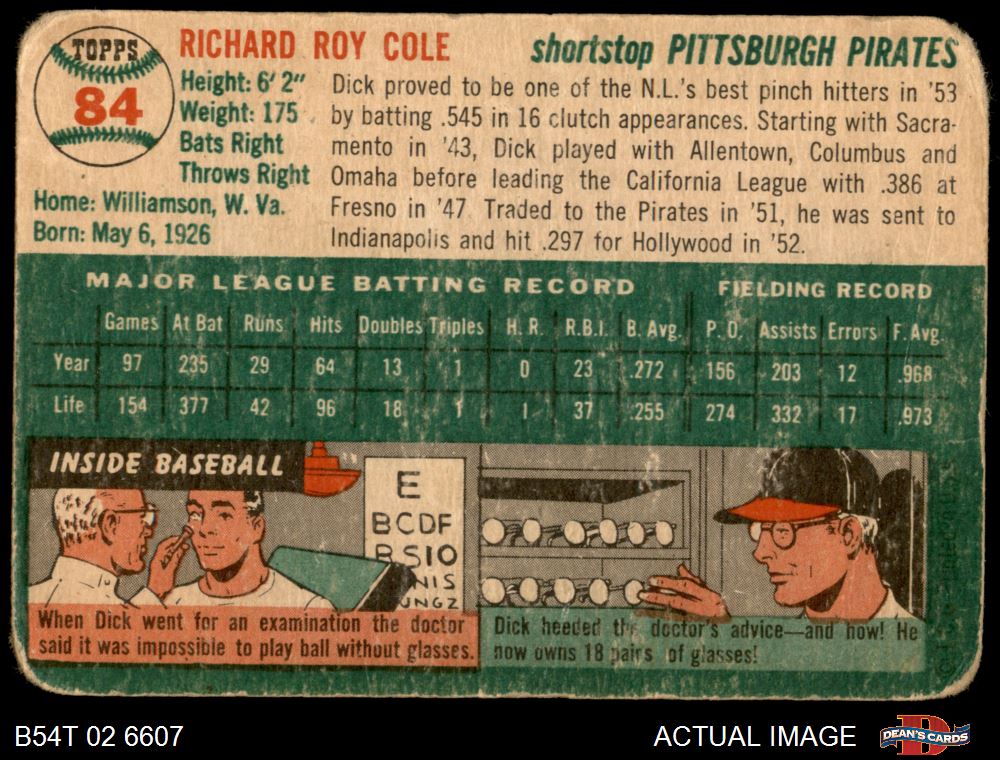 TOPPS
84
RICHARD ROY COLE
shortstop PITTSBURGH PIRATES
Height: 6' 2"
Weight: 175
Bats Right
Throws Right
Home: Williamson, W. Va.
Born: May 6, 1926
Dick proved to be one of the N.L.'s best pinch hitters in '53
by batting .545 in 16 clutch appearances. Starting with Sacra-
mento in '43, Dick played with Allentown, Columbus and
Omaha before leading the California League with .386 at
Fresno in '47. Traded to the Pirates in '51, he was sent to
Indianapolis and hit .297 for Hollywood in '52.
MAJOR LEAGUE BATTING RECORD FIELDING RECORD
Games At Bat Runs Hits Doubles Triples H. R. R.B.I. B. Avg. P. O. Assists Errors F. Avg.
Year 97 235 29 64 13 1 0 23 .272 156 203 12 .968
Life 154 377 42 96 18 1 1 37 .255 274 332 17 .973
INSIDE BASEBALL
E
BCDF
BSIO
NIS
UNGZ
When Dick went for an examination the doctor
said it was impossible to play ball without glasses.
Dick heeded the doctor's advice—and how! He
now owns 18 pairs of glasses!
B54T 02 6607
ACTUAL IMAGE
DEAN'S CARDS